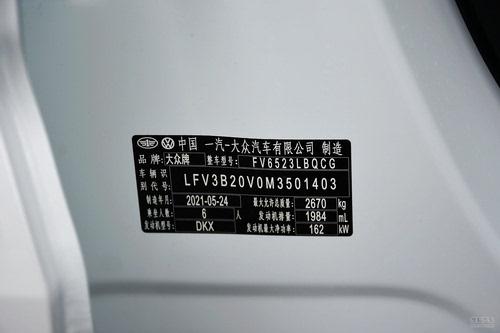 中国 一汽-大众汽车有限公司 制造
品牌 大众牌 整车型号: FV6523LBQCG
车辆识别代号: LFV3B20V0M3501403
制造年月 2021-05-24 最大允许总质量 2670 kg
乘坐人数 6 人 发动机排量 1984 mL
发动机型号: DKX 发动机最大净功率 162 kW